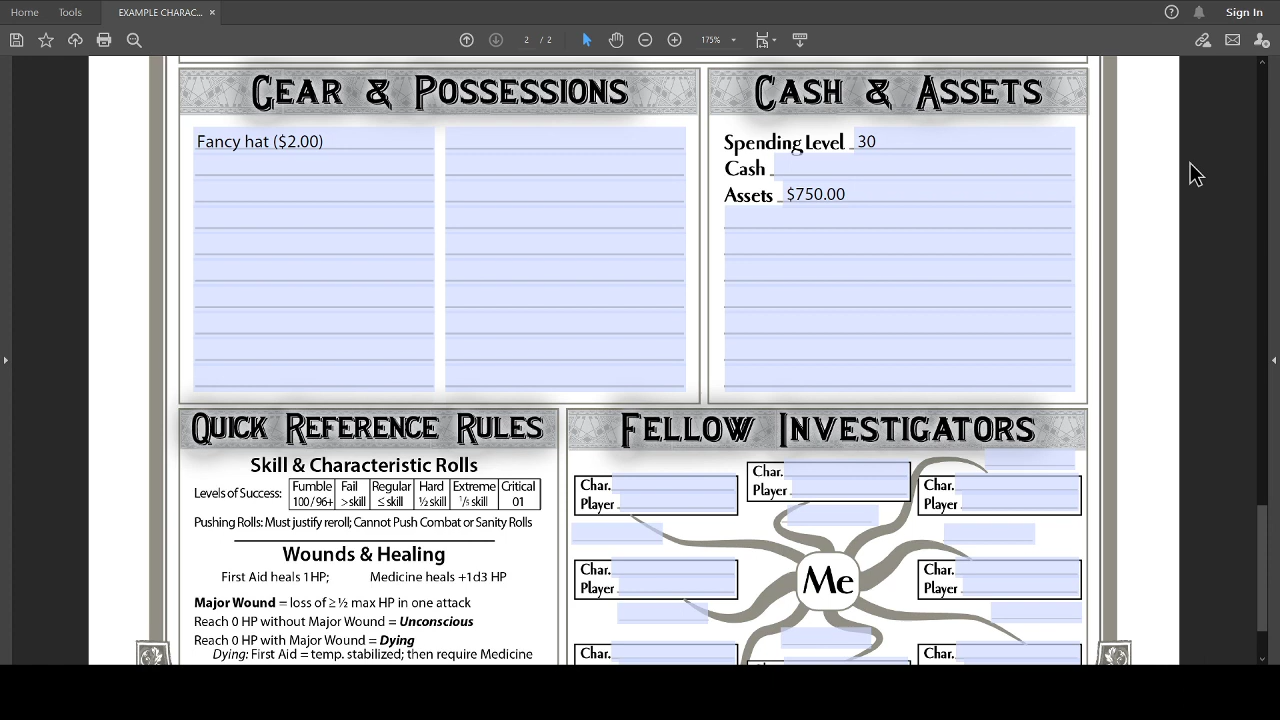 Home Tools EXAMPLE CHARAC... × Sign In
2 / 2 175%
GEAR & POSSESSIONS
Fancy hat ($2.00)
CASH & ASSETS
Spending Level 30
Cash
Assets $750.00
QUICK REFERENCE RULES
Skill & Characteristic Rolls
Levels of Success: Fumble Fail Regular Hard Extreme Critical
100/96+ >skill ≤ skill ½ skill ⅕ skill 01
Pushing Rolls: Must justify reroll; Cannot Push Combat or Sanity Rolls
Wounds & Healing
First Aid heals 1HP; Medicine heals +1d3 HP
Major Wound = loss of ≥ ½ max HP in one attack
Reach 0 HP without Major Wound = Unconscious
Reach 0 HP with Major Wound = Dying
Dying: First Aid = temp. stabilized; then require Medicine
FELLOW INVESTIGATORS
Char.
Player
Char.
Player
Char.
Player
Char.
Player
Me
Char.
Player
Char.
Char.